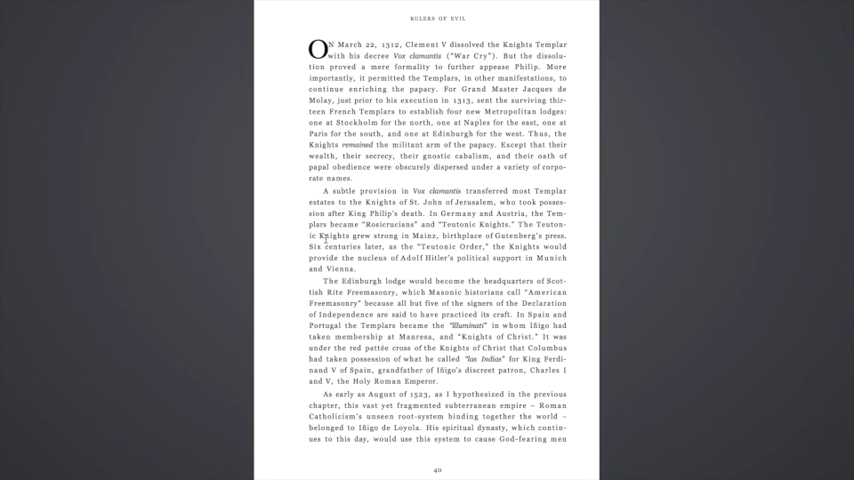 RULERS OF EVIL
ON March 22, 1312, Clement V dissolved the Knights Templar
with his decree Vox clamantis (“War Cry”). But the dissolu-
tion proved a mere formality to further appease Philip. More
importantly, it permitted the Templars, in other manifestations, to
continue enriching the papacy. For Grand Master Jacques de
Molay, just prior to his execution in 1313, sent the surviving thir-
teen French Templars to establish four new Metropolitan lodges:
one at Stockholm for the north, one at Naples for the east, one at
Paris for the south, and one at Edinburgh for the west. Thus, the
Knights remained the militant arm of the papacy. Except that their
wealth, their secrecy, their gnostic cabalism, and their oath of
papal obedience were obscurely dispersed under a variety of corpo-
rate names.
A subtle provision in Vox clamantis transferred most Templar
estates to the Knights of St. John of Jerusalem, who took posses-
sion after King Philip’s death. In Germany and Austria, the Tem-
plars became “Rosicrucians” and “Teutonic Knights.” The Teuton-
ic Knights grew strong in Mainz, birthplace of Gutenberg’s press.
Six centuries later, as the “Teutonic Order,” the Knights would
provide the nucleus of Adolf Hitler’s political support in Munich
and Vienna.
The Edinburgh lodge would become the headquarters of Scot-
tish Rite Freemasonry, which Masonic historians call “American
Freemasonry” because all but five of the signers of the Declaration
of Independence are said to have practiced its craft. In Spain and
Portugal the Templars became the “Illuminati” in whom Iñigo had
taken membership at Manresa, and “Knights of Christ.” It was
under the red pattée cross of the Knights of Christ that Columbus
had taken possession of what he called “las Indias” for King Ferdi-
nand V of Spain, grandfather of Iñigo’s discreet patron, Charles I
and V, the Holy Roman Emperor.
As early as August of 1523, as I hypothesized in the previous
chapter, this vast yet fragmented subterranean empire – Roman
Catholicism’s unseen root-system binding together the world –
belonged to Iñigo de Loyola. His spiritual dynasty, which contin-
ues to this day, would use this system to cause God-fearing men
40